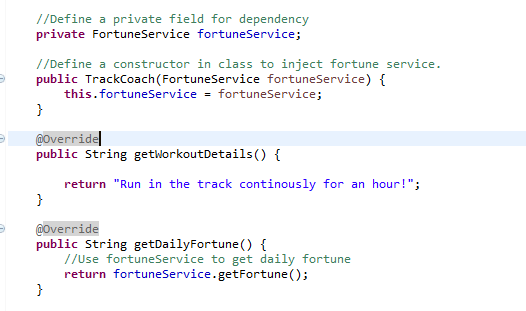 //Define a private field for dependency
private FortuneService fortuneService;
//Define a constructor in class to inject fortune service.
public TrackCoach(FortuneService fortuneService) {
this.fortuneService = fortuneService;
}
@Override
public String getWorkoutDetails() {
return "Run in the track continously for an hour!";
}
@Override
public String getDailyFortune() {
//Use fortuneService to get daily fortune
return fortuneService.getFortune();
}